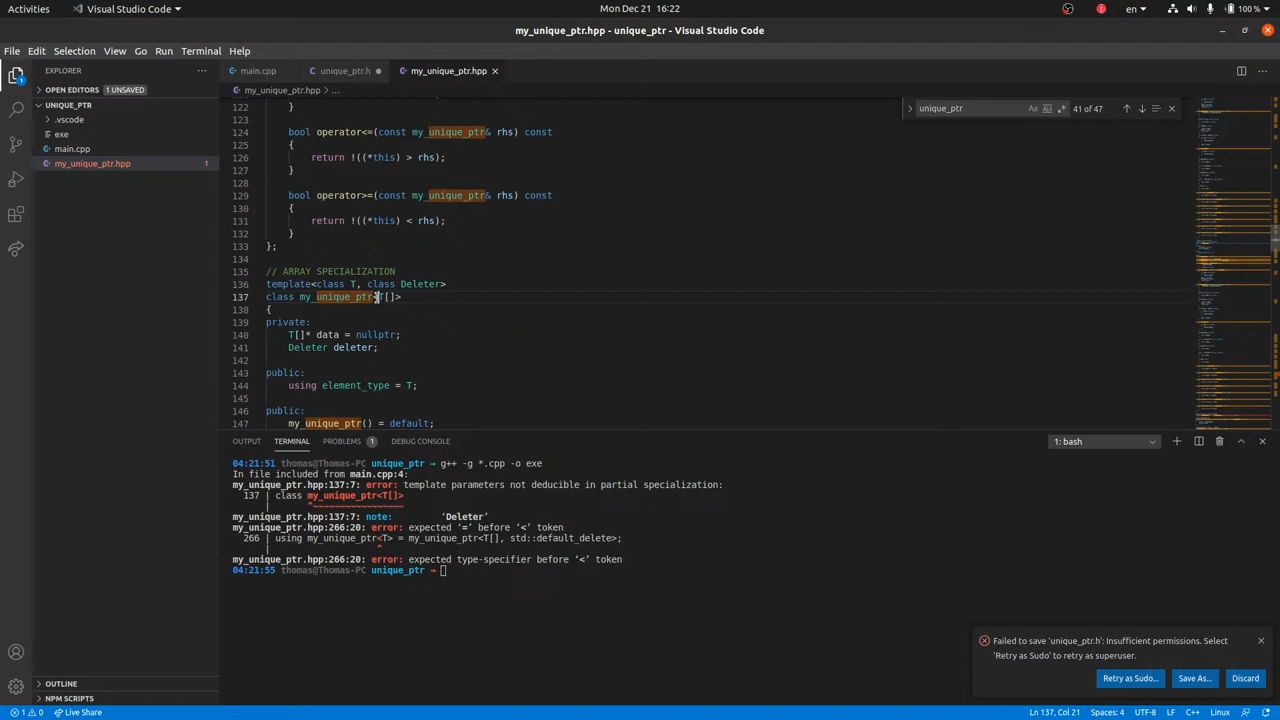 Activities
Visual Studio Code
Mon Dec 21 16:22
en
100 %
my_unique_ptr.hpp - unique_ptr - Visual Studio Code
File Edit Selection View Go Run Terminal Help
EXPLORER
main.cpp
unique_ptr.h
my_unique_ptr.hpp
OPEN EDITORS 1 UNSAVED
my_unique_ptr.hpp > ...
UNIQUE_PTR
.vscode
exe
main.cpp
my_unique_ptr.hpp 1
unique_ptr
41 of 47
122 }
123
124 bool operator<=(const my_unique_ptr& rhs) const
125 {
126 return !((*this) > rhs);
127 }
128
129 bool operator>=(const my_unique_ptr& rhs) const
130 {
131 return !((*this) < rhs);
132 }
133 };
134
135 // ARRAY SPECIALIZATION
136 template<class T, class Deleter>
137 class my_unique_ptr<T[]>
138 {
139 private:
140 T[]* data = nullptr;
141 Deleter deleter;
142
143 public:
144 using element_type = T;
145
146 public:
147 my_unique_ptr() = default;
OUTPUT TERMINAL PROBLEMS 1 DEBUG CONSOLE
1: bash
04:21:51 thomas@Thomas-PC unique_ptr → g++ -g *.cpp -o exe
In file included from main.cpp:4:
my_unique_ptr.hpp:137:7: error: template parameters not deducible in partial specialization:
137 | class my_unique_ptr<T[]>
| ^~~~~~~~~~~~~~~~~~
my_unique_ptr.hpp:137:7: note: ‘Deleter’
my_unique_ptr.hpp:266:20: error: expected ‘=’ before ‘<’ token
266 | using my_unique_ptr<T> = my_unique_ptr<T[], std::default_delete>;
| ^
my_unique_ptr.hpp:266:20: error: expected type-specifier before ‘<’ token
04:21:55 thomas@Thomas-PC unique_ptr →
Failed to save 'unique_ptr.h': Insufficient permissions. Select
'Retry as Sudo' to retry as superuser.
Retry as Sudo...
Save As...
Discard
OUTLINE
NPM SCRIPTS
1 0 Live Share
Ln 137, Col 21 Spaces: 4 UTF-8 LF C++ Linux